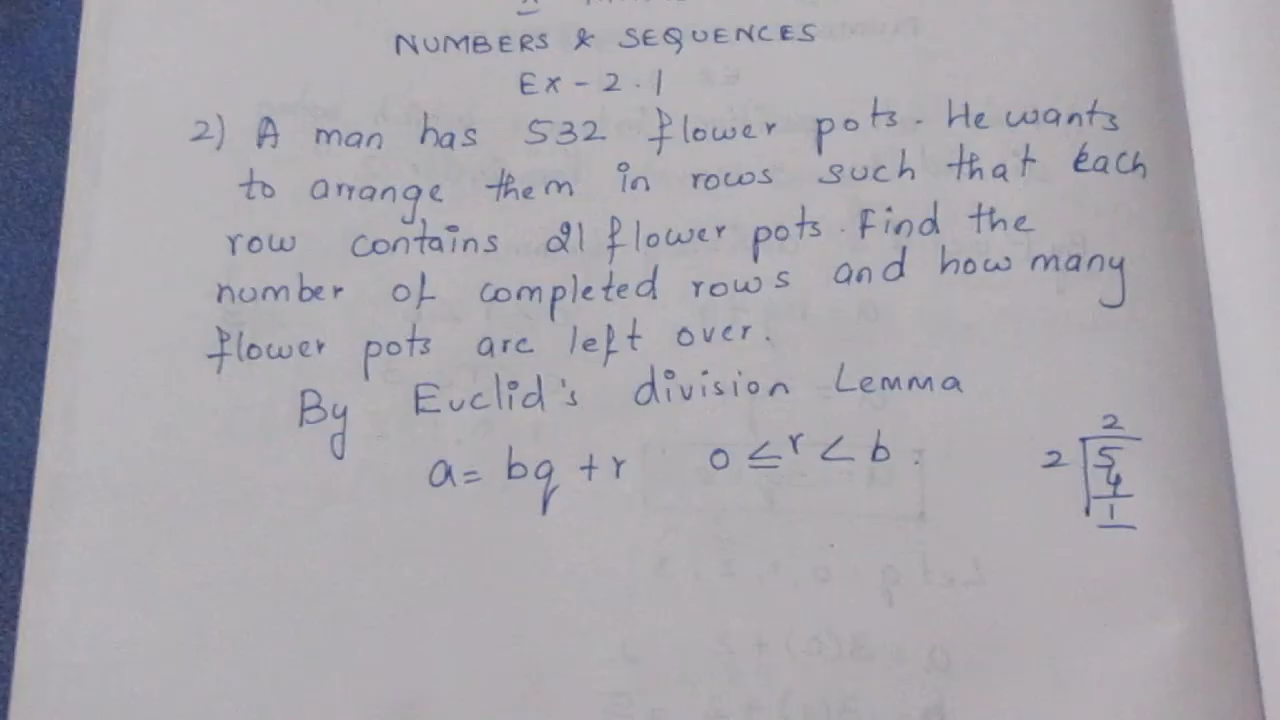 NUMBERS & SEQUENCES
Ex - 2.1
2) A man has 532 flower pots. He wants
to arrange them in rows such that each
row contains 21 flower pots. Find the
number of completed rows and how many
flower pots are left over.
By Euclid's division Lemma
a = bq + r 0 ≤ r < b.
2
2 5
4
1